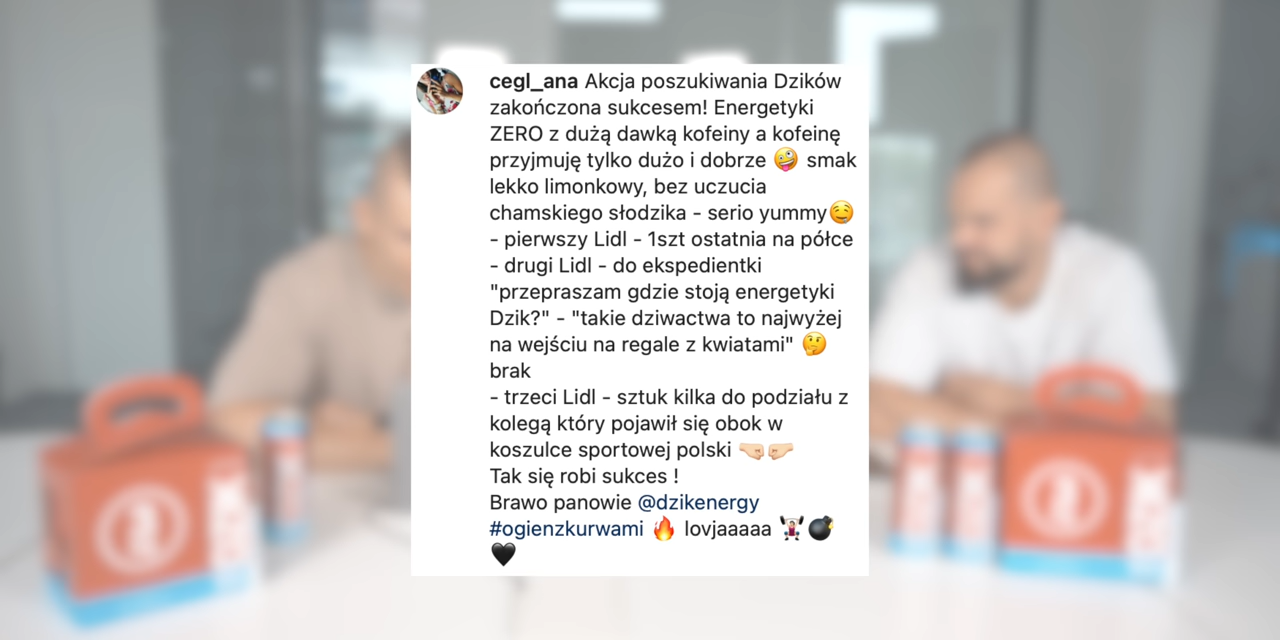 cegl_ana Akcja poszukiwania Dzików
zakończona sukcesem! Energetyki
ZERO z dużą dawką kofeiny a kofeinę
przyjmuję tylko dużo i dobrze 🤪 smak
lekko limonkowy, bez uczucia
chamskiego słodzika - serio yummy🤤
- pierwszy Lidl - 1szt ostatnia na półce
- drugi Lidl - do ekspedientki
"przepraszam gdzie stoją energetyki
Dzik?" - "takie dziwactwa to najwyżej
na wejściu na regale z kwiatami" 🤔
brak
- trzeci Lidl - sztuk kilka do podziału z
kolegą który pojawił się obok w
koszulce sportowej polski 🤜🏻🤛🏻
Tak się robi sukces !
Brawo panowie @dzikenergy
#ogienzkurwami 🔥 lovjaaaaa 🏋🏻‍♂️💣
🖤